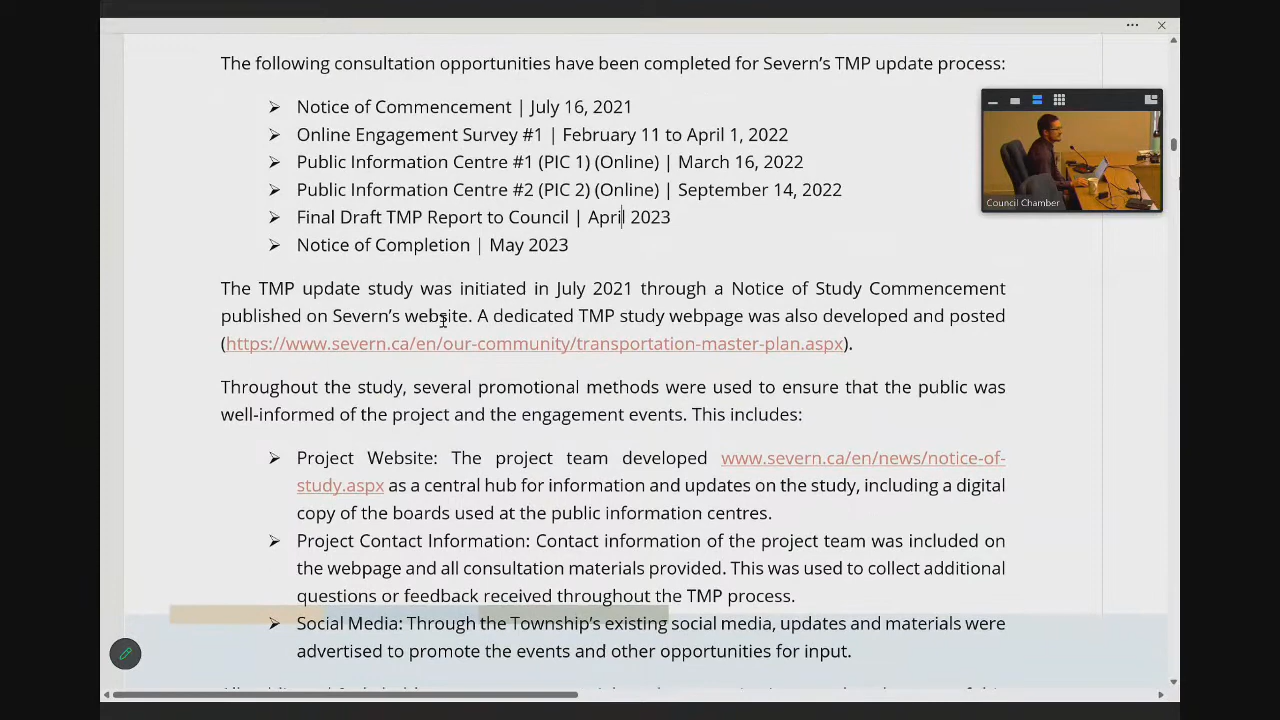 The following consultation opportunities have been completed for Severn's TMP update process:
➢ Notice of Commencement | July 16, 2021
➢ Online Engagement Survey #1 | February 11 to April 1, 2022
➢ Public Information Centre #1 (PIC 1) (Online) | March 16, 2022
➢ Public Information Centre #2 (PIC 2) (Online) | September 14, 2022
➢ Final Draft TMP Report to Council | April 2023
➢ Notice of Completion | May 2023
Council Chamber
The TMP update study was initiated in July 2021 through a Notice of Study Commencement
published on Severn's website. A dedicated TMP study webpage was also developed and posted
(https://www.severn.ca/en/our-community/transportation-master-plan.aspx).
Throughout the study, several promotional methods were used to ensure that the public was
well-informed of the project and the engagement events. This includes:
➢ Project Website: The project team developed www.severn.ca/en/news/notice-of-
study.aspx as a central hub for information and updates on the study, including a digital
copy of the boards used at the public information centres.
➢ Project Contact Information: Contact information of the project team was included on
the webpage and all consultation materials provided. This was used to collect additional
questions or feedback received throughout the TMP process.
➢ Social Media: Through the Township's existing social media, updates and materials were
advertised to promote the events and other opportunities for input.